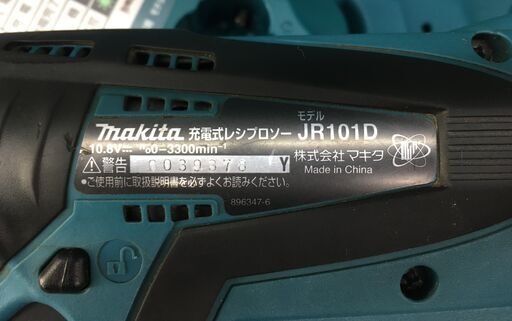 makita 充電式レシプロソー モデル JR101D
10.8V⎓ 0-3300min⁻¹ 株式会社マキタ
⚠警告 0039378 Y Made in China
●ご使用前に取扱説明書を必ずよくお読みください。
896347-6